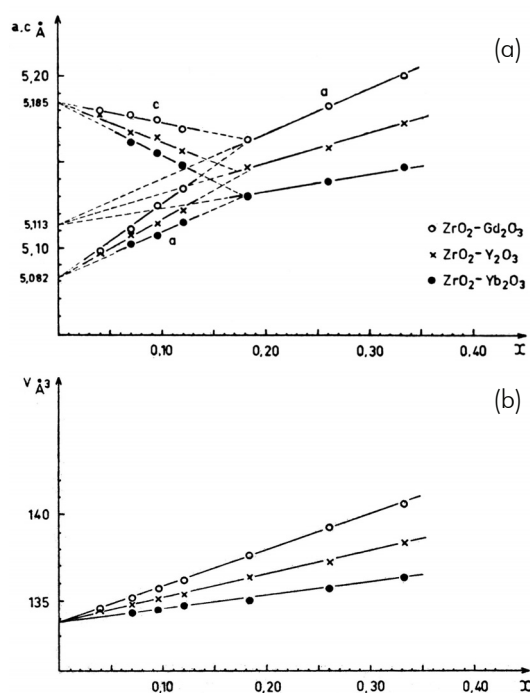 a,c Å
(a)
5,20
5,185
c
a
5,113
5,10
5,082
a
ZrO₂-Gd₂O₃
ZrO₂-Y₂O₃
ZrO₂-Yb₂O₃
0,10
0,20
0,30
0,40
x
V Å3
(b)
140
135
0,10
0,20
0,30
0,40
x